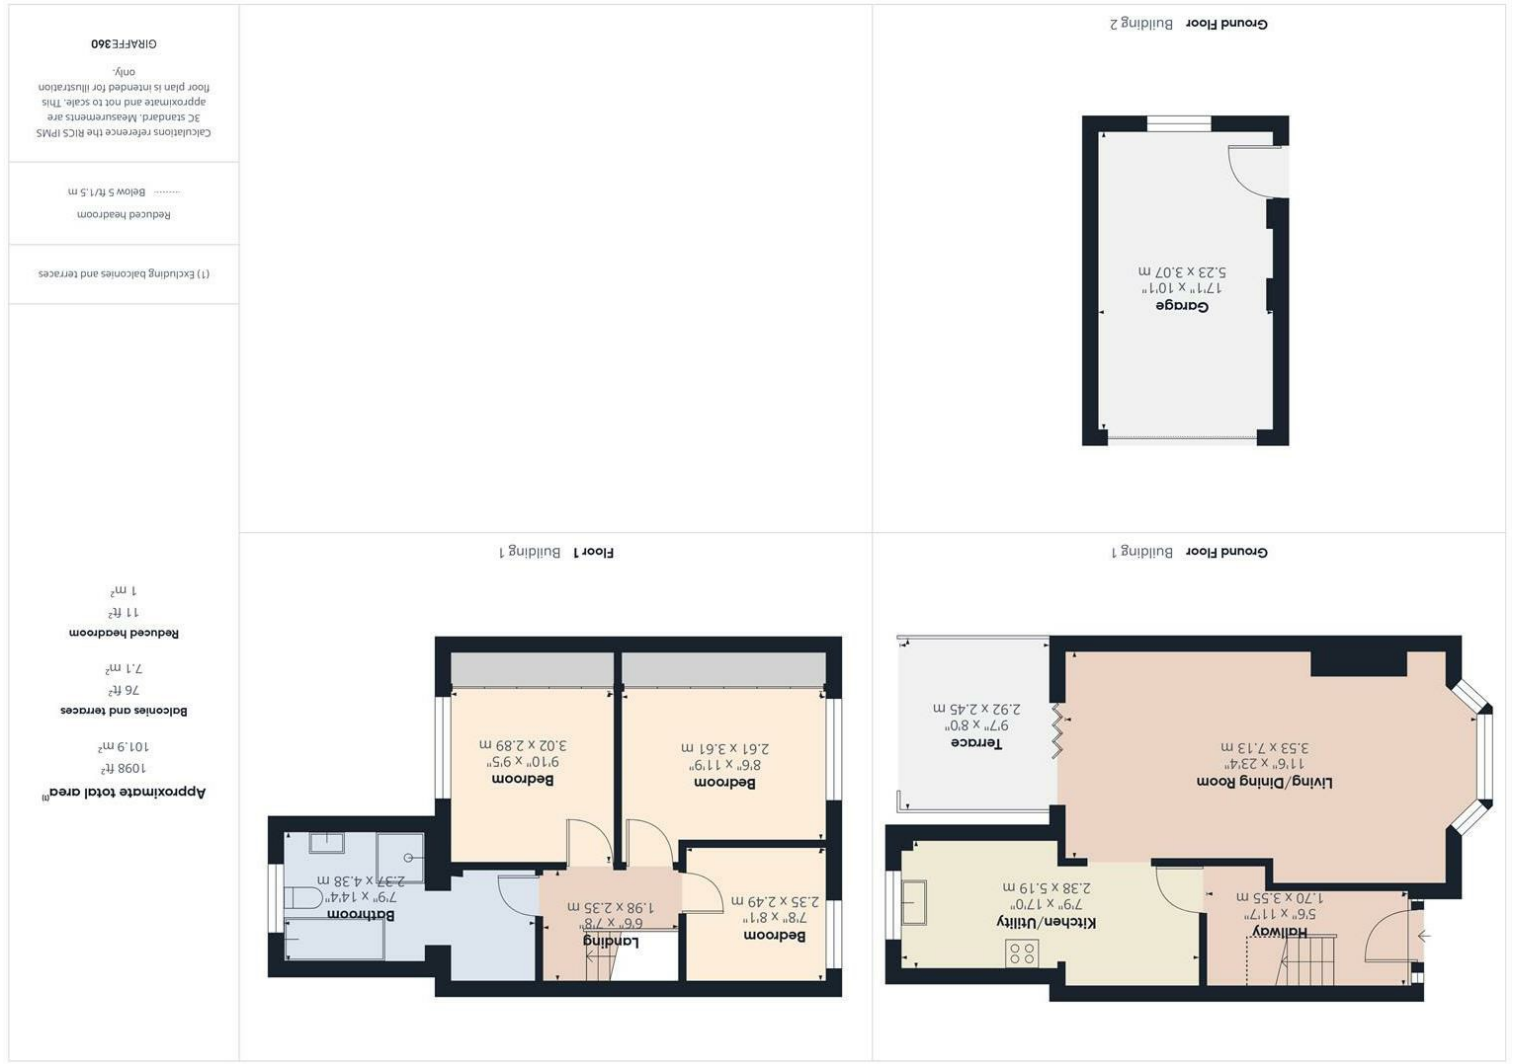 Hallway
5'6" x 11'7"
1.70 x 3.55 m
Kitchen/Utility
7'9" x 17'0"
2.38 x 5.19 m
Living/Dining Room
11'6" x 23'4"
3.53 x 7.13 m
Terrace
9'7" x 8'0"
2.92 x 2.45 m
Ground Floor Building 1
Bedroom
7'8" x 8'1"
2.35 x 2.49 m
Landing
6'6" x 7'8"
1.98 x 2.35 m
Bathroom
7'9" x 14'4"
2.37 x 4.38 m
Bedroom
8'6" x 11'9"
2.61 x 3.61 m
Bedroom
9'10" x 9'5"
3.02 x 2.89 m
Floor 1 Building 1
Garage
17'1" x 10'1"
5.23 x 3.07 m
Ground Floor Building 2
Approximate total area(1)
1098 ft²
101.9 m²
Balconies and terraces
76 ft²
7.1 m²
Reduced headroom
11 ft²
1 m²
(1) Excluding balconies and terraces
Reduced headroom
........ Below 5 ft/1.5 m
Calculations reference the RICS IPMS
3C standard. Measurements are
approximate and not to scale. This
floor plan is intended for illustration
only.
GIRAFFE360